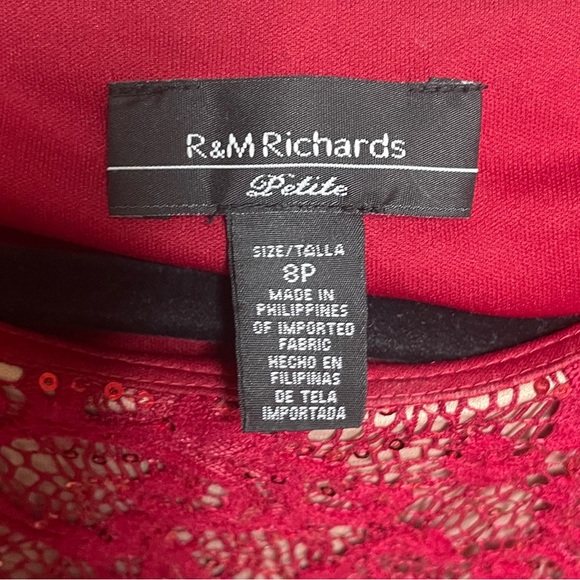 R&M Richards
Petite
SIZE/TALLA
8P
MADE IN
PHILIPPINES
OF IMPORTED
FABRIC
HECHO EN
FILIPINAS
DE TELA
IMPORTADA